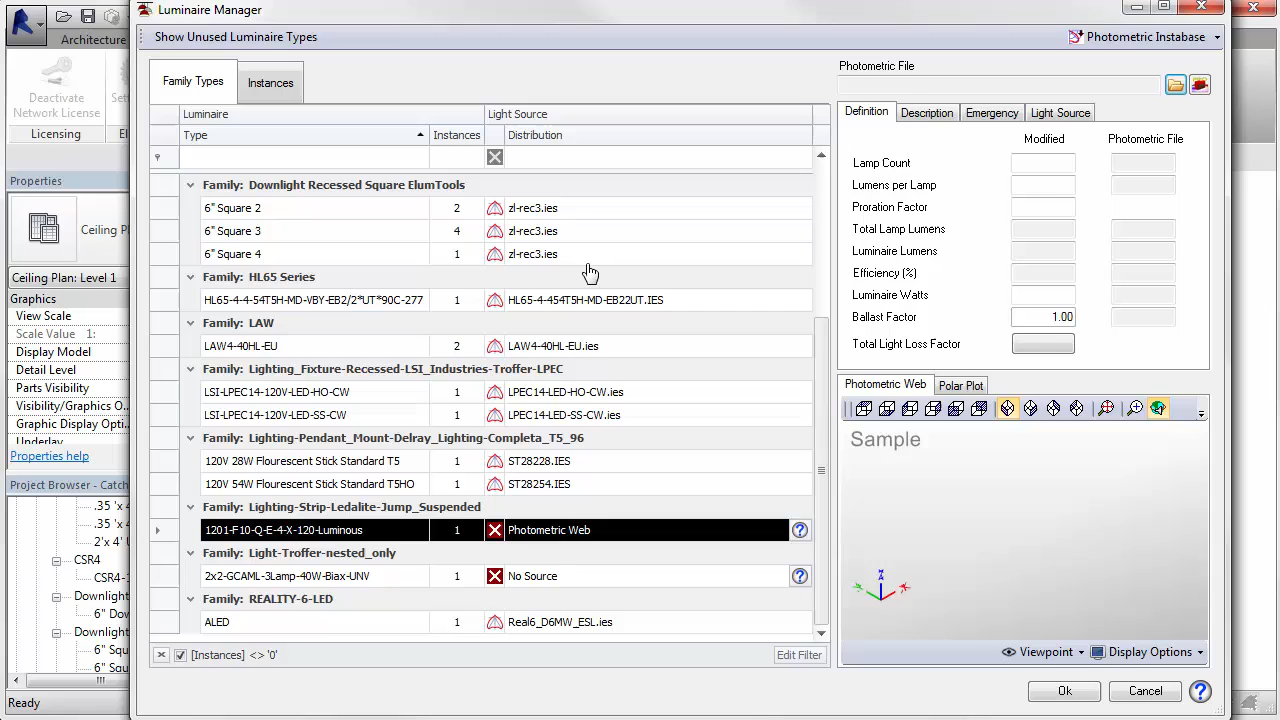 Luminaire Manager
Architecture
Show Unused Luminaire Types
Photometric Instabase
Deactivate
Network License
Licensing
Properties
Ceiling Pl
Ceiling Plan: Level 1
Graphics
View Scale
Scale Value 1:
Display Model
Detail Level
Parts Visibility
Visibility/Graphics O...
Graphic Display Opti...
Underlay
Properties help
Project Browser - Catch
.35 'x 4
.35 'x 4
2'x 4' U
CSR4
CSR4-1
Downlight
6" Dow
Downlight
6" Squa
6" Squa
Ready
Family Types
Instances
Luminaire
Light Source
Type
Instances
Distribution
Family: Downlight Recessed Square ElumTools
6" Square 2 2 zl-rec3.ies
6" Square 3 4 zl-rec3.ies
6" Square 4 1 zl-rec3.ies
Family: HL65 Series
HL65-4-4-54T5H-MD-VBY-EB2/2*UT*90C-277 1 HL65-4-454T5H-MD-EB22UT.IES
Family: LAW
LAW4-40HL-EU 2 LAW4-40HL-EU.ies
Family: Lighting_Fixture-Recessed-LSI_Industries-Troffer-LPEC
LSI-LPEC14-120V-LED-HO-CW 1 LPEC14-LED-HO-CW.ies
LSI-LPEC14-120V-LED-SS-CW 1 LPEC14-LED-SS-CW.ies
Family: Lighting-Pendant_Mount-Delray_Lighting-Completa_T5_96
120V 28W Flourescent Stick Standard T5 1 ST28228.IES
120V 54W Flourescent Stick Standard T5HO 1 ST28254.IES
Family: Lighting-Strip-Ledalite-Jump_Suspended
1201-F10-Q-E-4-X-120-Luminous 1 Photometric Web
Family: Light-Troffer-nested_only
2x2-GCAML-3Lamp-40W-Biax-UNV 1 No Source
Family: REALITY-6-LED
ALED 1 Real6_D6MW_ESL.ies
[Instances] <> '0'
Edit Filter
Photometric File
Definition Description Emergency Light Source
Modified Photometric File
Lamp Count
Lumens per Lamp
Proration Factor
Total Lamp Lumens
Luminaire Lumens
Efficiency (%)
Luminaire Watts
Ballast Factor 1.00
Total Light Loss Factor
Photometric Web Polar Plot
Sample
Viewpoint Display Options
Ok Cancel